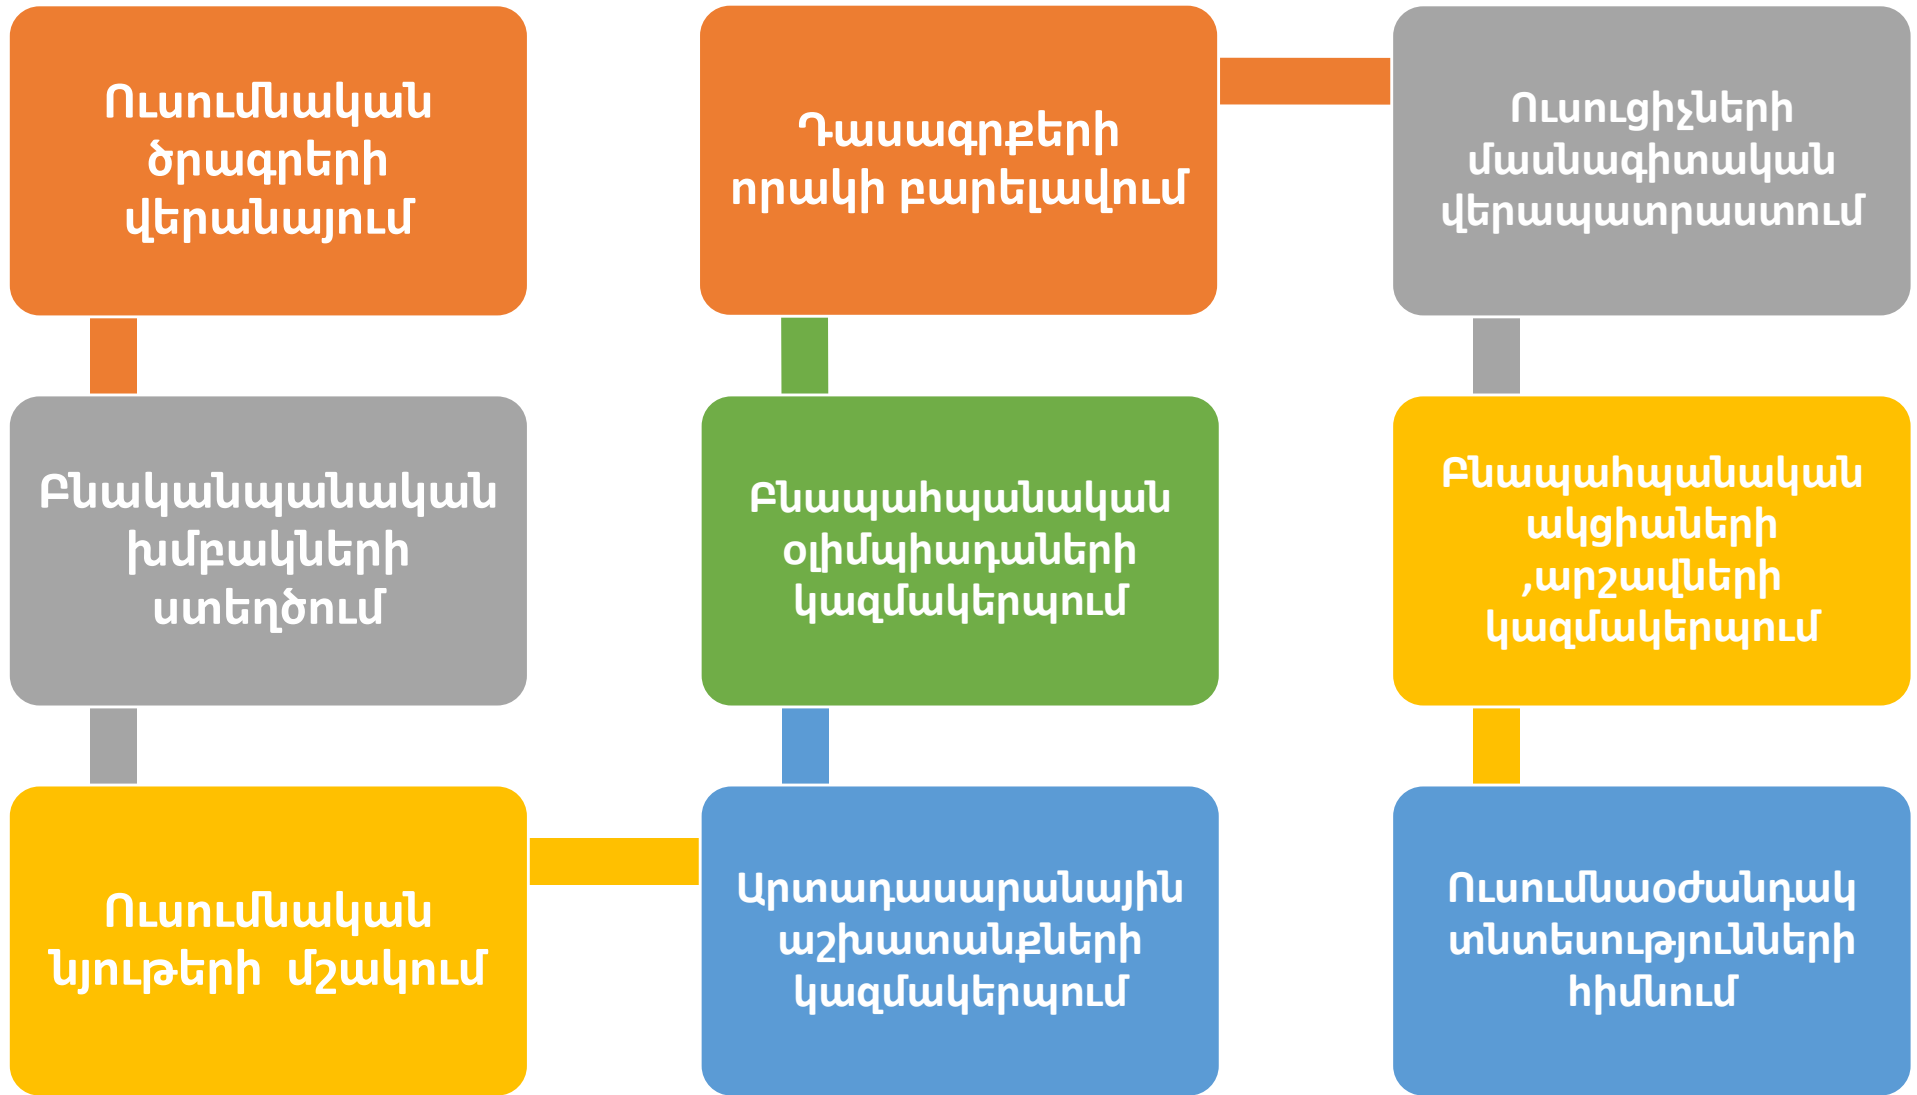 Ուսումնական
ծրագրերի
վերանայում
Բնականպանական
խմբակների
ստեղծում
Ուսումնական
նյութերի  մշակում
Արտադասարանային
աշխատանքների
կազմակերպում
Բնապահպանական
օլիմպիադաների
կազմակերպում
Դասագրքերի
որակի բարելավում
Ուսուցիչների
մասնագիտական
վերապատրաստում
Բնապահպանական
ակցիաների
,արշավների
կազմակերպում
Ուսումնաօժանդակ
տնտեսությունների
հիմնում